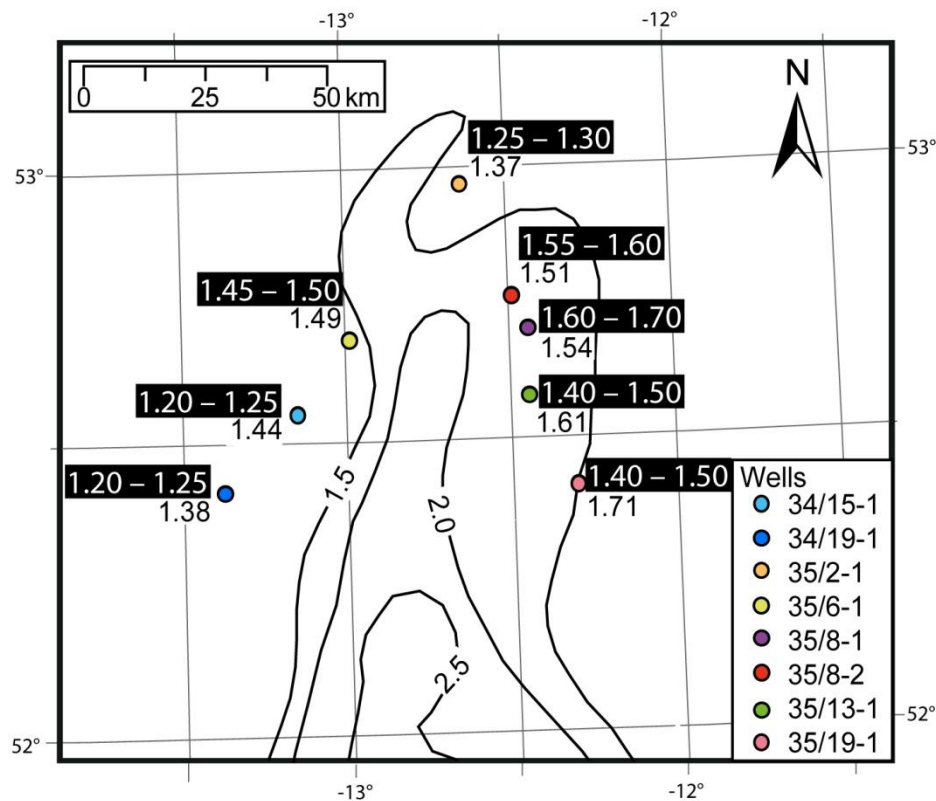 -13° -12°
0 25 50 km
N
53° 53°
1.25 – 1.30
1.37
1.55 – 1.60
1.51
1.45 – 1.50
1.49
1.60 – 1.70
1.54
1.40 – 1.50
1.61
1.20 – 1.25
1.44
1.20 – 1.25
1.38
1.40 – 1.50
1.71
1.5
2.0
2.5
Wells
34/15-1
34/19-1
35/2-1
35/6-1
35/8-1
35/8-2
35/13-1
35/19-1
52° 52°
-13° -12°